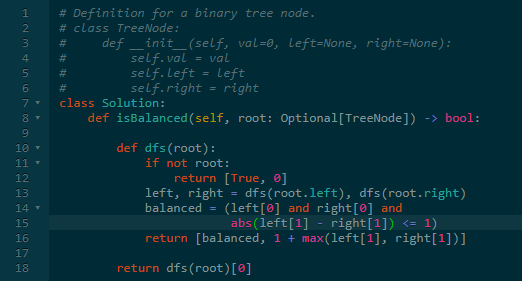 1 # Definition for a binary tree node.
2 # class TreeNode:
3 #     def __init__(self, val=0, left=None, right=None):
4 #         self.val = val
5 #         self.left = left
6 #         self.right = right
7 class Solution:
8     def isBalanced(self, root: Optional[TreeNode]) -> bool:
9
10         def dfs(root):
11             if not root:
12                 return [True, 0]
13             left, right = dfs(root.left), dfs(root.right)
14             balanced = (left[0] and right[0] and
15                         abs(left[1] - right[1]) <= 1)
16             return [balanced, 1 + max(left[1], right[1])]
17
18         return dfs(root)[0]